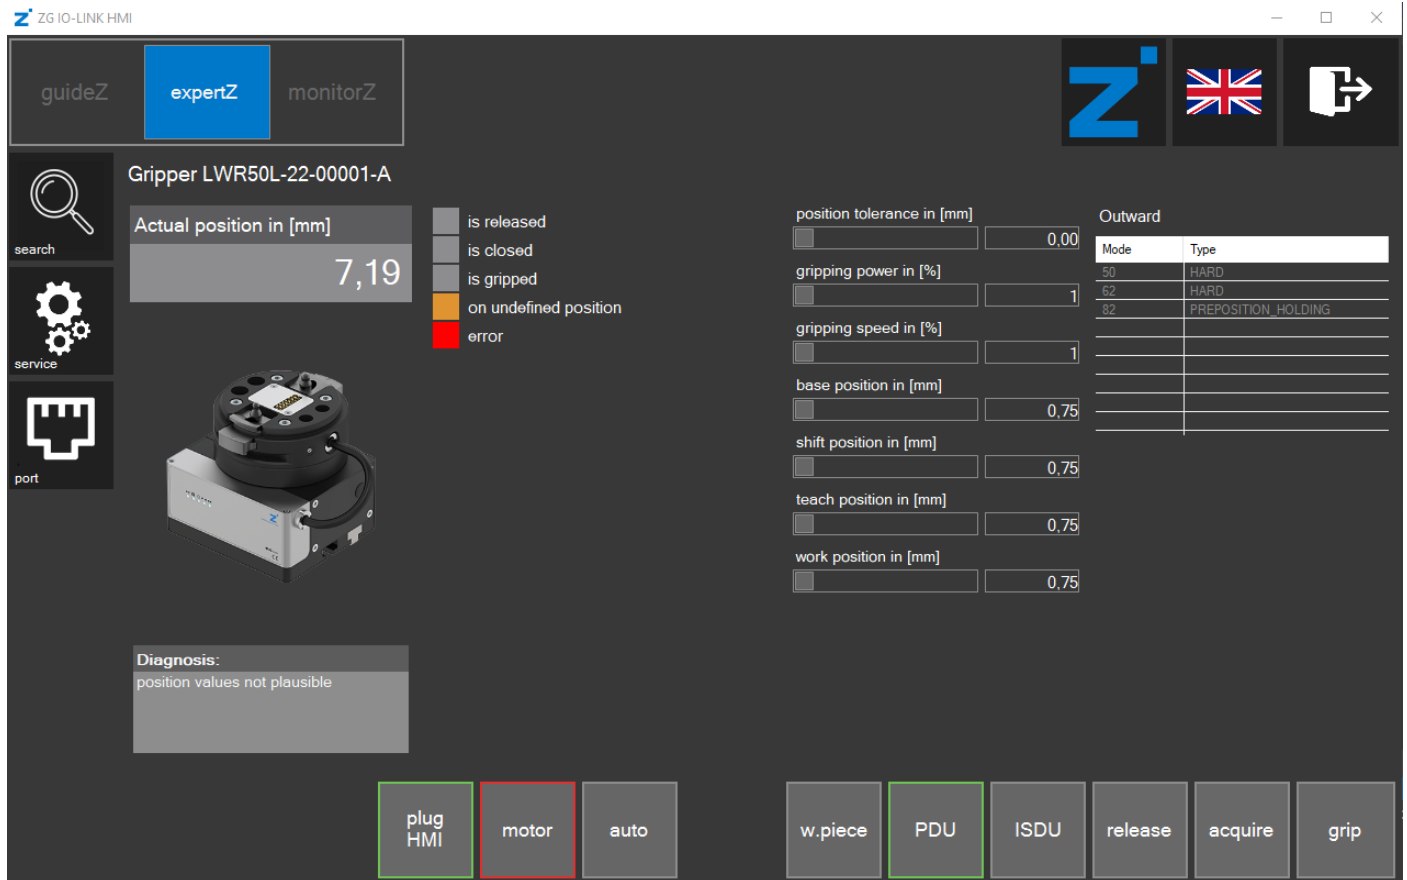 ZG IO-LINK HMI
guideZ
expertZ
monitorZ
search
service
port
Gripper LWR50L-22-00001-A
Actual position in [mm]
7,19
is released
is closed
is gripped
on undefined position
error
position tolerance in [mm]
0,00
gripping power in [%]
1
gripping speed in [%]
1
base position in [mm]
0,75
shift position in [mm]
0,75
teach position in [mm]
0,75
work position in [mm]
0,75
Outward
Mode Type
50 HARD
62 HARD
82 PREPOSITION_HOLDING
Diagnosis:
position values not plausible
plug
HMI
motor
auto
w.piece
PDU
ISDU
release
acquire
grip